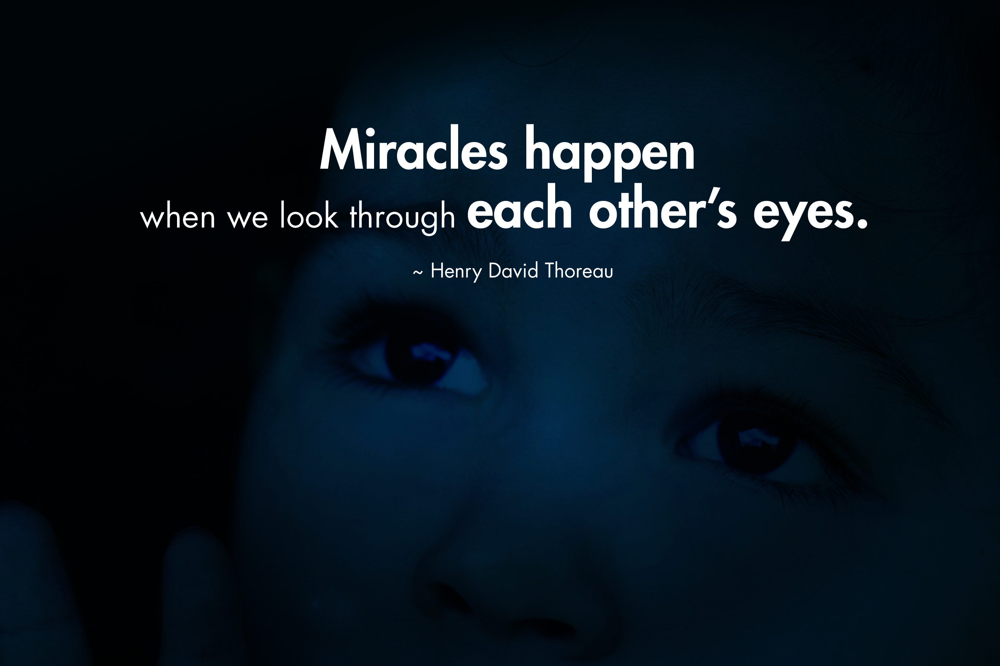 Miracles happen
when we look through each other’s eyes.
~ Henry David Thoreau